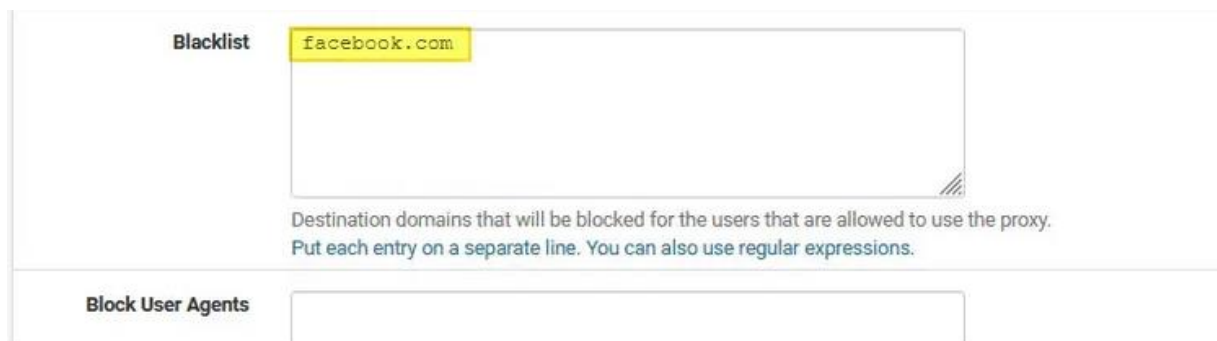 Blacklist
facebook.com
Destination domains that will be blocked for the users that are allowed to use the proxy.
Put each entry on a separate line. You can also use regular expressions.
Block User Agents